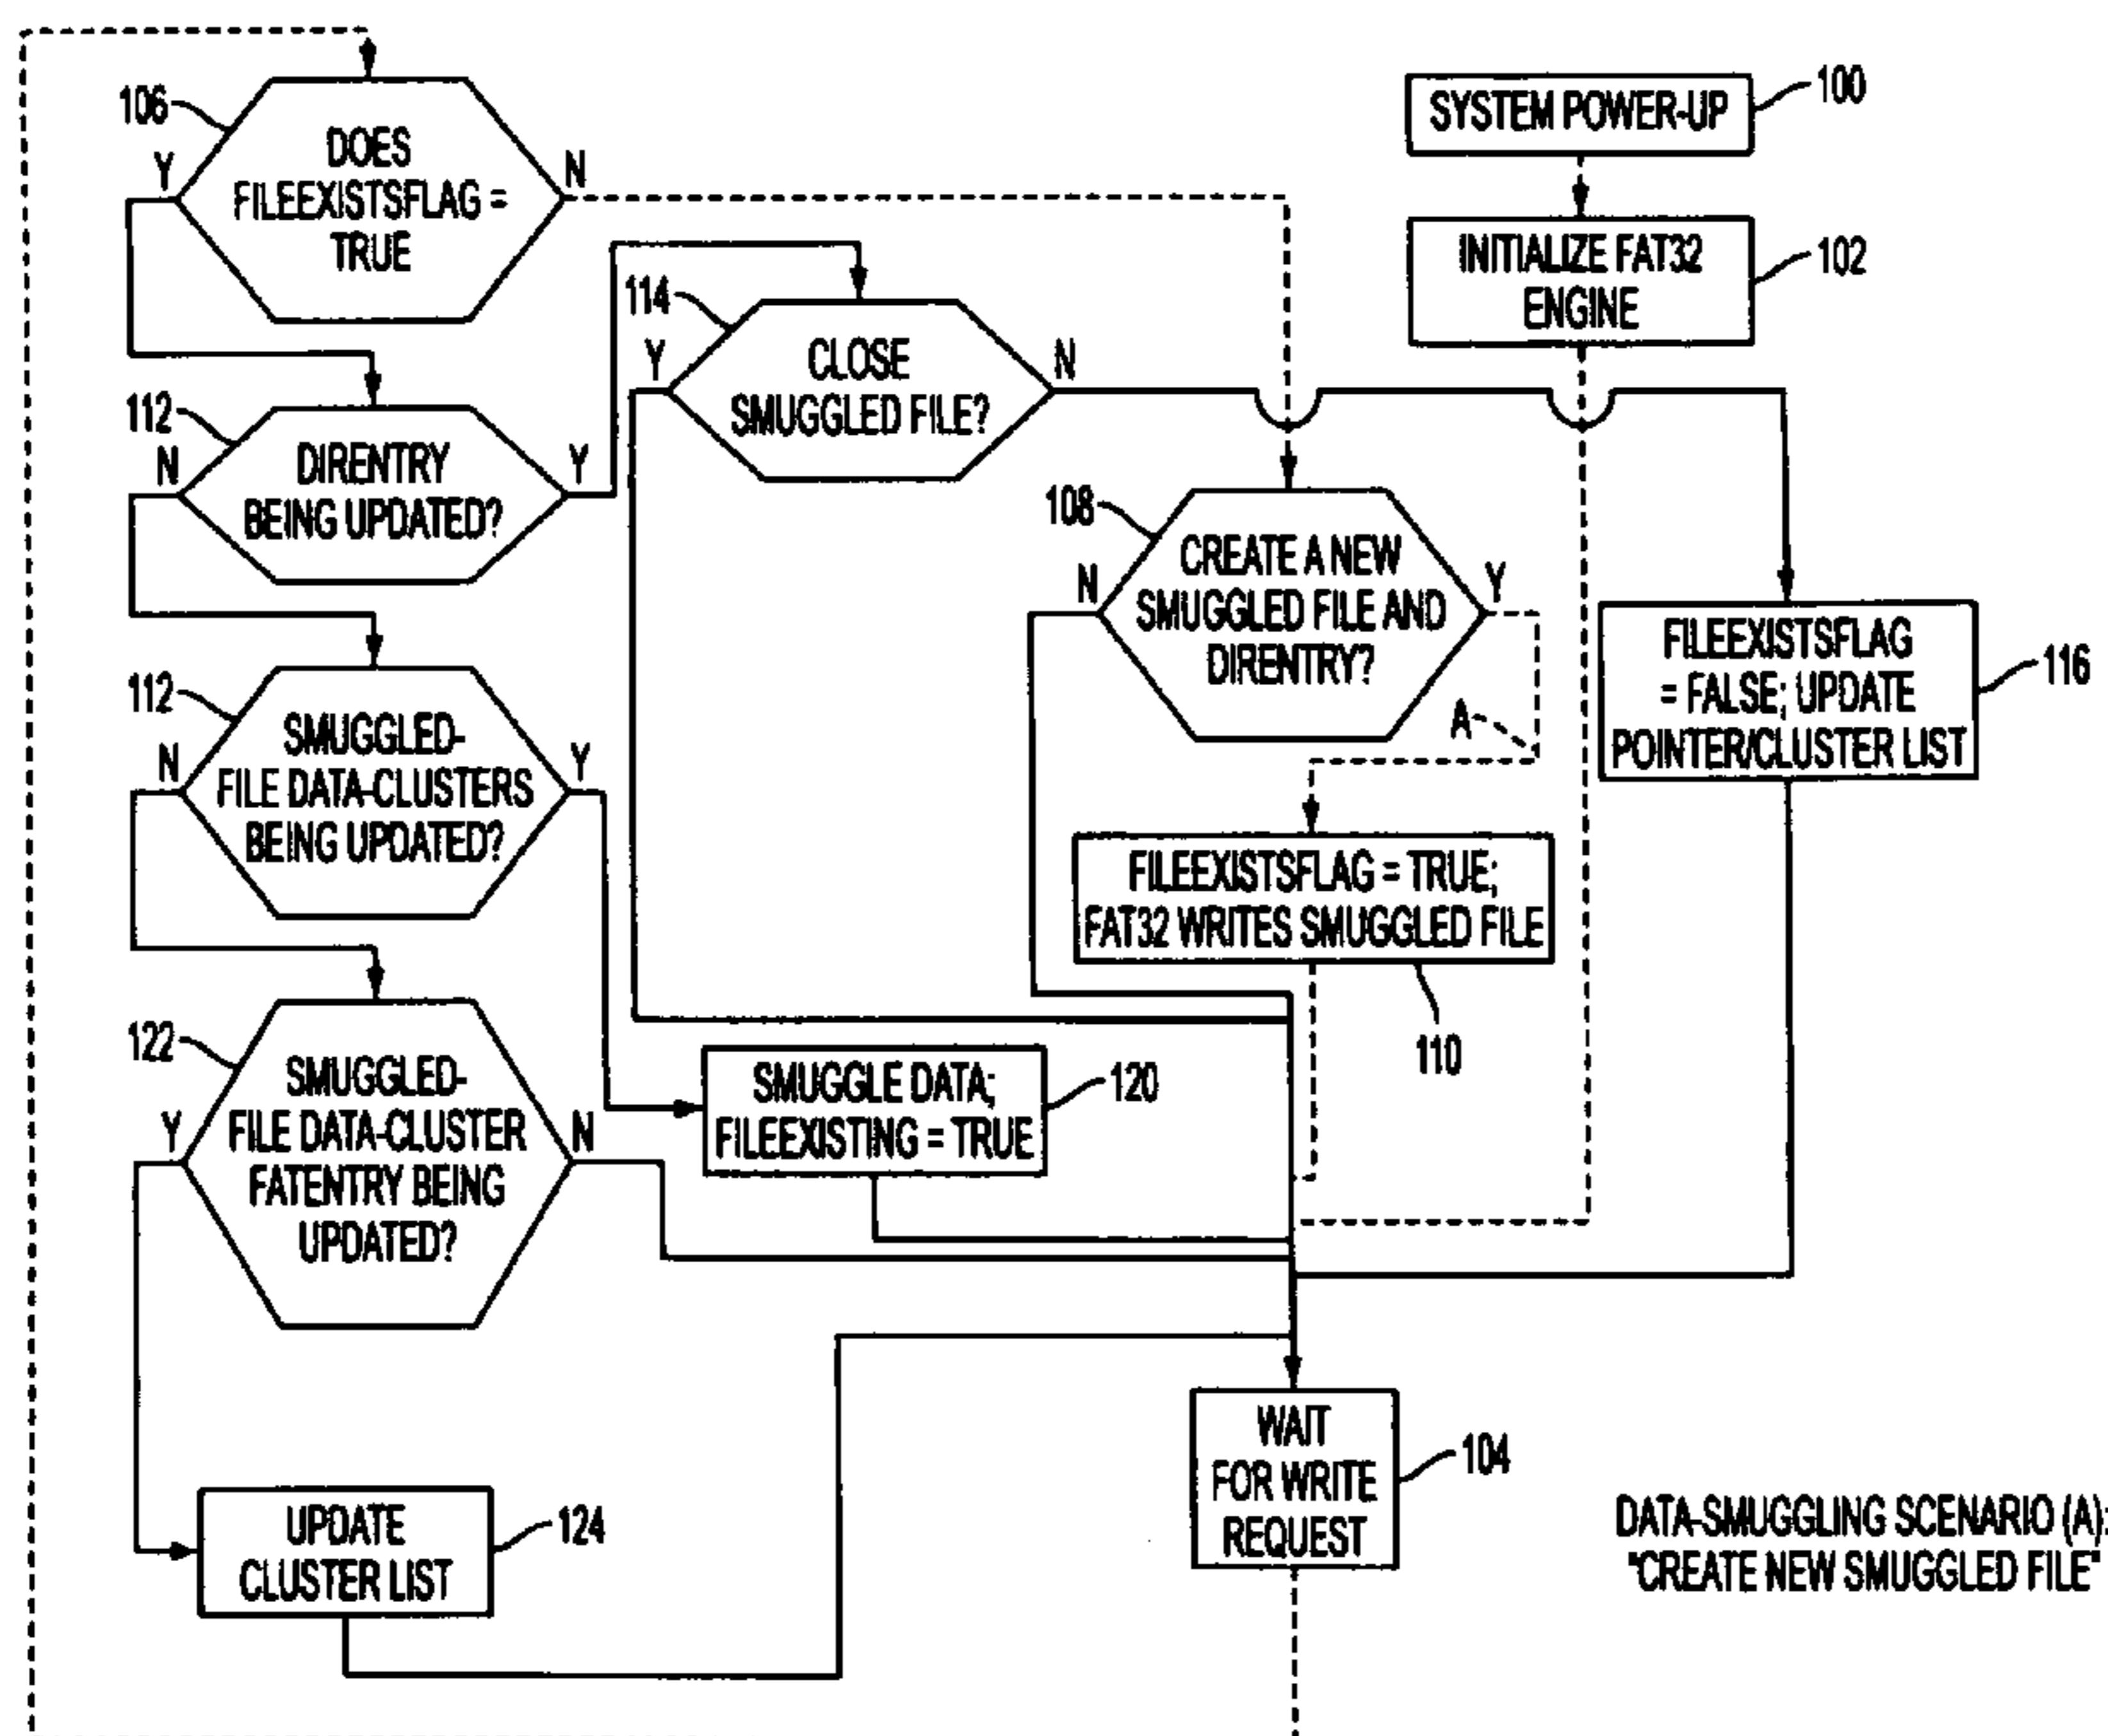 106
Y
DOES
FILEEXISTSFLAG =
TRUE
N
SYSTEM POWER-UP
100
INITIALIZE FAT32
ENGINE
102
114
Y
CLOSE
SMUGGLED FILE?
N
112
N
DIRENTRY
BEING UPDATED?
Y
108
N
CREATE A NEW
SMUGGLED FILE AND
DIRENTRY?
Y
A
FILEEXISTSFLAG
= FALSE; UPDATE
POINTER/CLUSTER LIST
116
112
N
SMUGGLED-
FILE DATA-CLUSTERS
BEING UPDATED?
Y
FILEEXISTSFLAG = TRUE;
FAT32 WRITES SMUGGLED FILE
110
122
Y
SMUGGLED-
FILE DATA-CLUSTER
FATENTRY BEING
UPDATED?
N
SMUGGLE DATA;
FILEEXISTING = TRUE
120
WAIT
FOR WRITE
REQUEST
104
UPDATE
CLUSTER LIST
124
DATA-SMUGGLING SCENARIO (A):
"CREATE NEW SMUGGLED FILE"